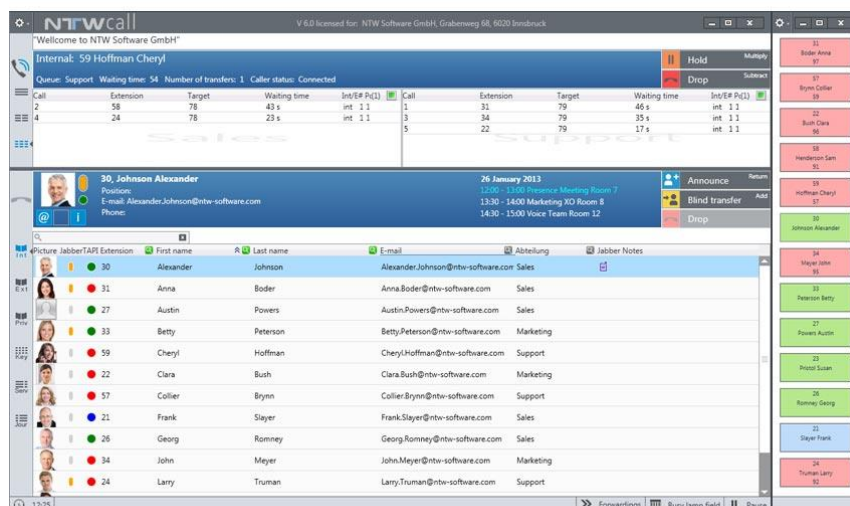 NTWcall
V 6.0 licensed for: NTW Software GmbH, Grabenweg 68, 6020 Innsbruck
"Wellcome to NTW Software GmbH"
Internal: 59 Hoffman Cheryl
Hold Multiply
Queue: Support Waiting time: 54 Number of transfers: 1 Caller status: Connected
Drop Subtract
Call Extension Target Waiting time Int/E# Pr(1) Call Extension Target Waiting time Int/E# Pr(1)
2 58 78 43 s int 1 1 1 31 79 46 s int 1 1
4 24 78 23 s int 1 1 3 34 79 35 s int 1 1
5 22 79 17 s int 1 1
Sales Support
30, Johnson Alexander
Position:
E-mail: Alexander.Johnson@ntw-software.com
Phone:
@ i
26 January 2013
12:00 - 13:00 Presence Meeting Room 7
13:30 - 14:00 Marketing XO Room 8
14:30 - 15:00 Voice Team Room 12
Announce Return
Blind transfer Add
Drop
Picture Jabber TAPI Extension First name Last name E-mail Abteilung Jabber Notes
30 Alexander Johnson Alexander.Johnson@ntw-software.com Sales
31 Anna Boder Anna.Boder@ntw-software.com Sales
27 Austin Powers Austin.Powers@ntw-software.com Sales
33 Betty Peterson Betty.Peterson@ntw-software.com Marketing
59 Cheryl Hoffman Cheryl.Hoffman@ntw-software.com Support
22 Clara Bush Clara.Bush@ntw-software.com Marketing
57 Collier Brynn Collier.Brynn@ntw-software.com Support
21 Frank Slayer Frank.Slayer@ntw-software.com Sales
26 Georg Romney Georg.Romney@ntw-software.com Sales
34 John Meyer John.Meyer@ntw-software.com Marketing
24 Larry Truman Larry.Truman@ntw-software.com Support
Int
Ext
Priv
Key
Serv
Jour
12:25
Forwardings Busy lamp field Pause
31
Boder Anna
97
57
Brynn Collier
59
22
Bush Clara
96
58
Henderson Sam
91
59
Hoffman Cheryl
57
30
Johnson Alexander
34
Meyer John
95
33
Peterson Betty
27
Powers Austin
23
Pristol Susan
26
Romney Georg
21
Slayer Frank
24
Truman Larry
92